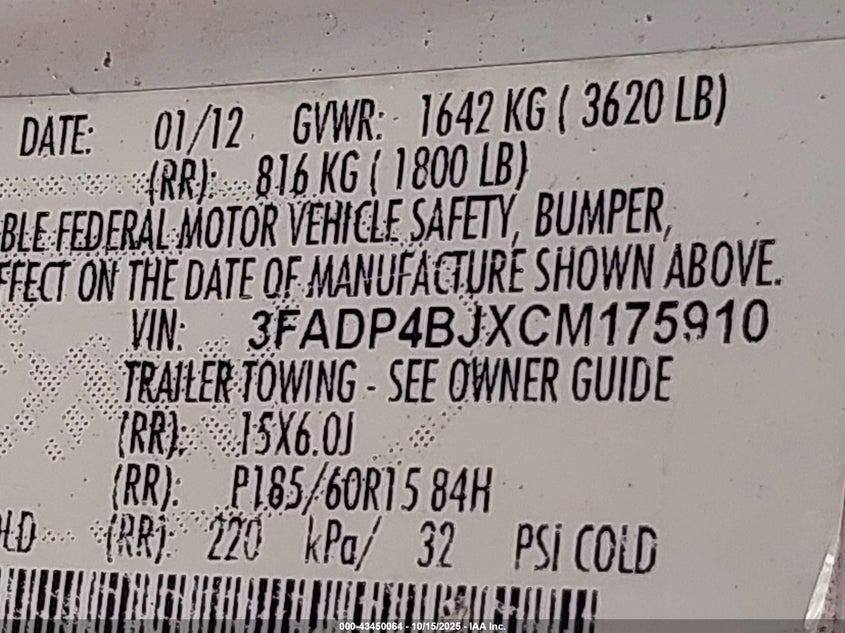 DATE: 01/12 GVWR: 1642 KG ( 3620 LB)
(RR): 816 KG ( 1800 LB)
BLE FEDERAL MOTOR VEHICLE SAFETY, BUMPER,
FFECT ON THE DATE OF MANUFACTURE SHOWN ABOVE.
VIN: 3FADP4BJXCM175910
TRAILER TOWING - SEE OWNER GUIDE
(RR): 15X6.0J
(RR): P185/60R15 84H
LD (RR): 220 kPa/ 32 PSi COLD
000-43450064 - 10/15/2025 - IAA Inc.